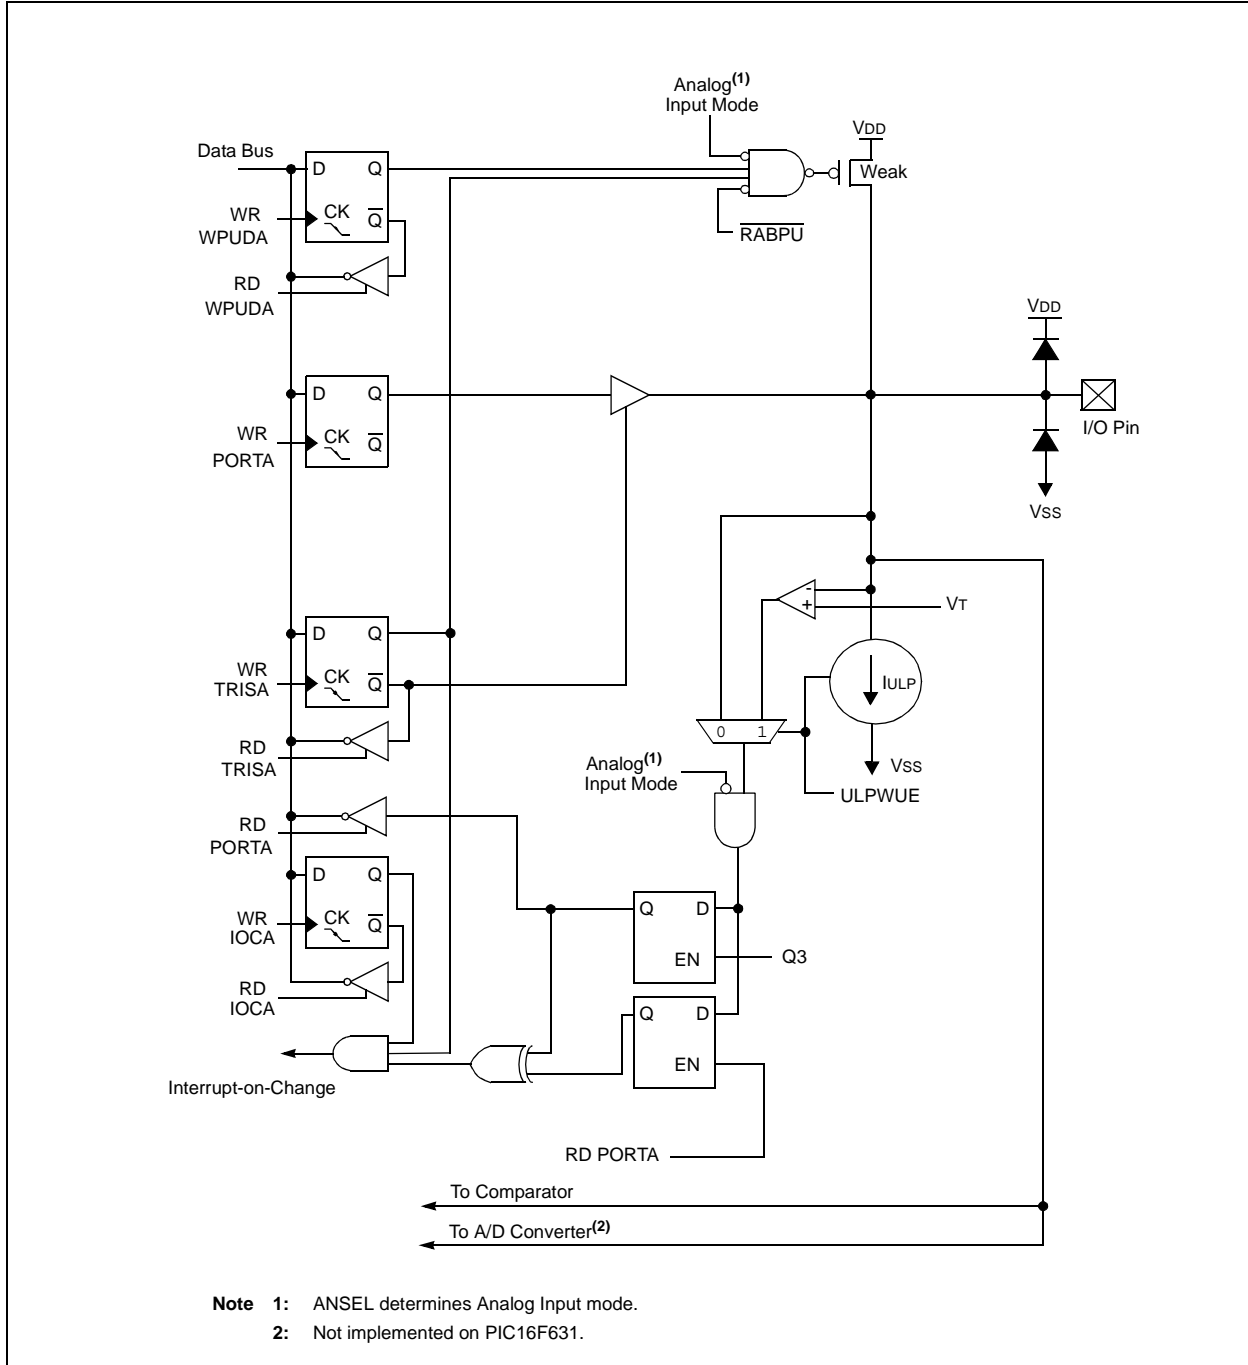 Analog(1)
Input Mode
VDD
Data Bus
D Q
Weak
WR
WPUDA
CK Q
RABPU
RD
WPUDA
VDD
D Q
WR
PORTA
CK Q
I/O Pin
VSS
-
+
VT
D Q
WR
TRISA
CK Q
IULP
0 1
RD
TRISA
Analog(1)
Input Mode
VSS
ULPWUE
RD
PORTA
D Q
Q D
WR
IOCA
CK Q
EN
Q3
RD
IOCA
Q D
EN
Interrupt-on-Change
RD PORTA
To Comparator
To A/D Converter(2)
Note 1: ANSEL determines Analog Input mode.
2: Not implemented on PIC16F631.